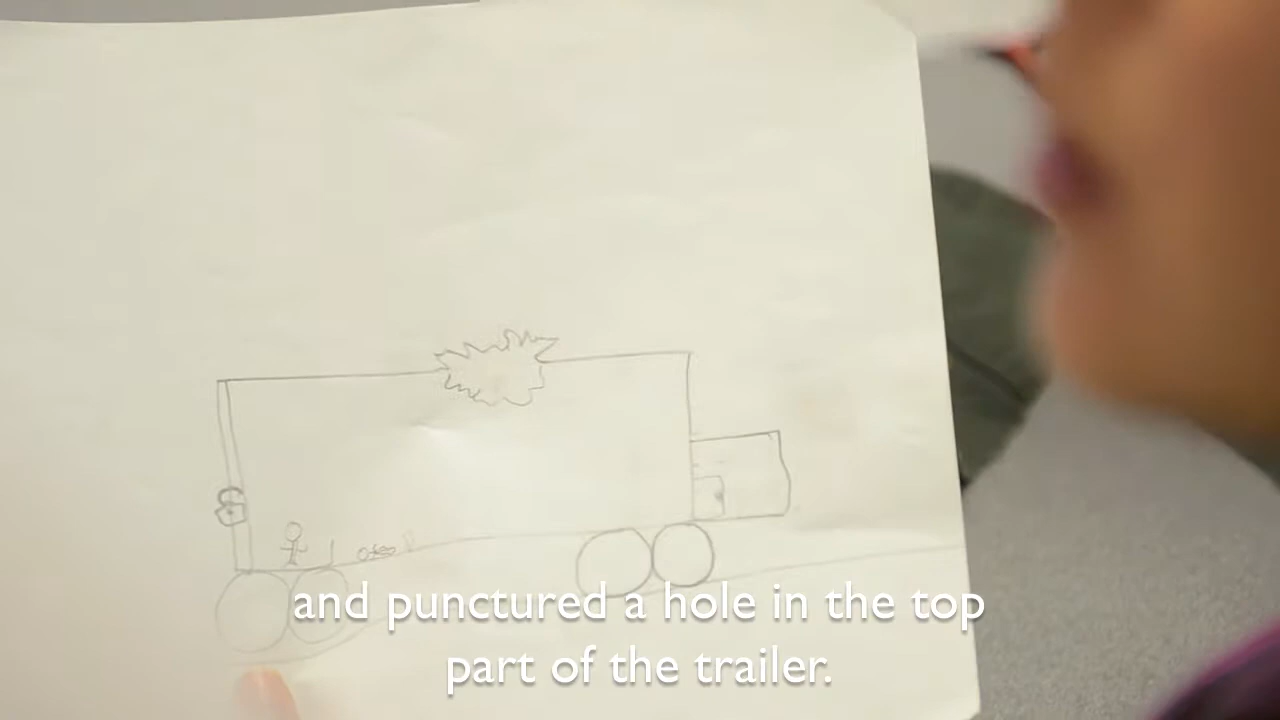 and punctured a hole in the top
part of the trailer.